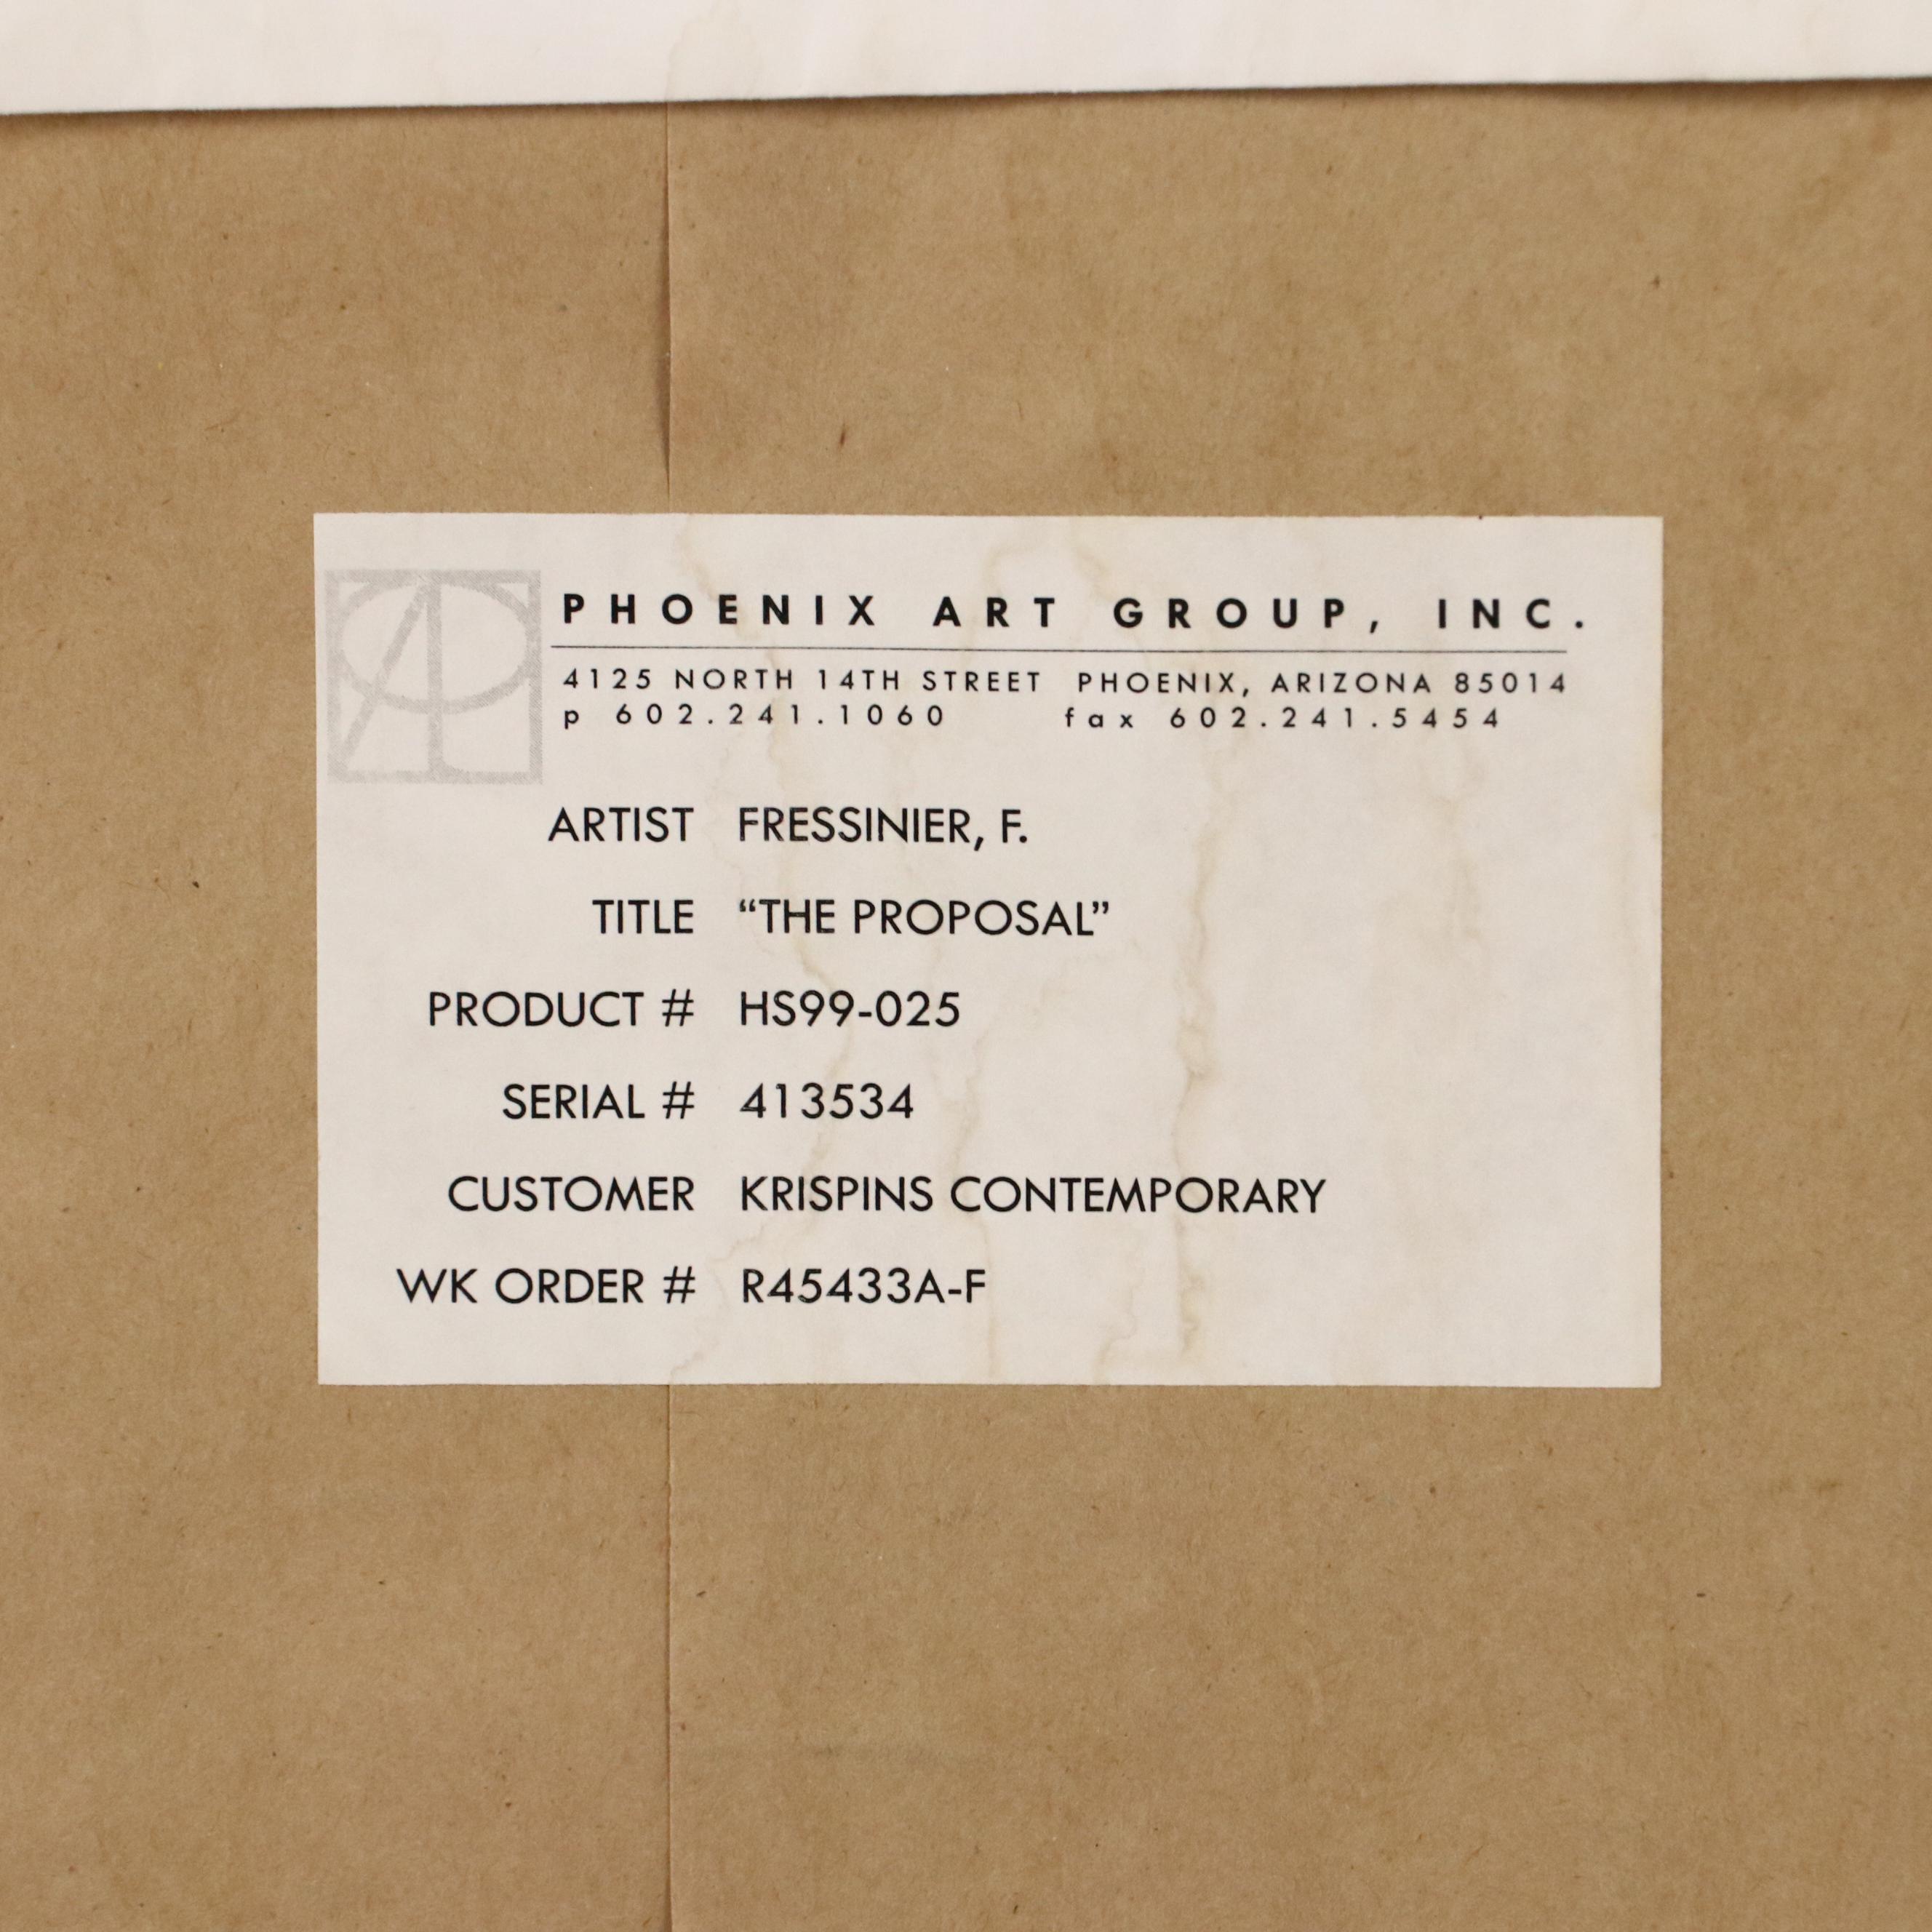 PHOENIX ART GROUP, INC.
4125 NORTH 14TH STREET PHOENIX, ARIZONA 85014
p 602.241.1060 fax 602.241.5454
ARTIST FRESSINIER, F.
TITLE “THE PROPOSAL”
PRODUCT # HS99-025
SERIAL # 413534
CUSTOMER KRISPINS CONTEMPORARY
WK ORDER # R45433A-F